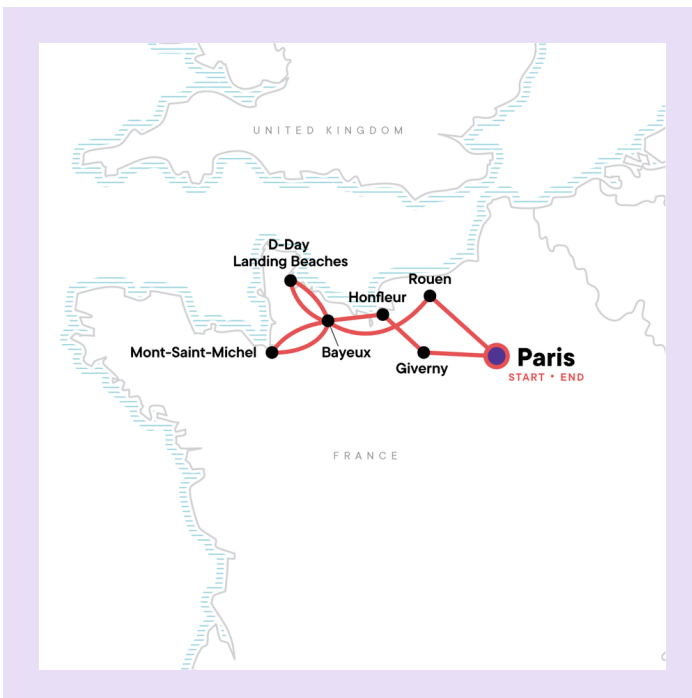 UNITED KINGDOM
D-Day
Landing Beaches
Rouen
Honfleur
Mont-Saint-Michel
Bayeux
Giverny
Paris
START • END
FRANCE